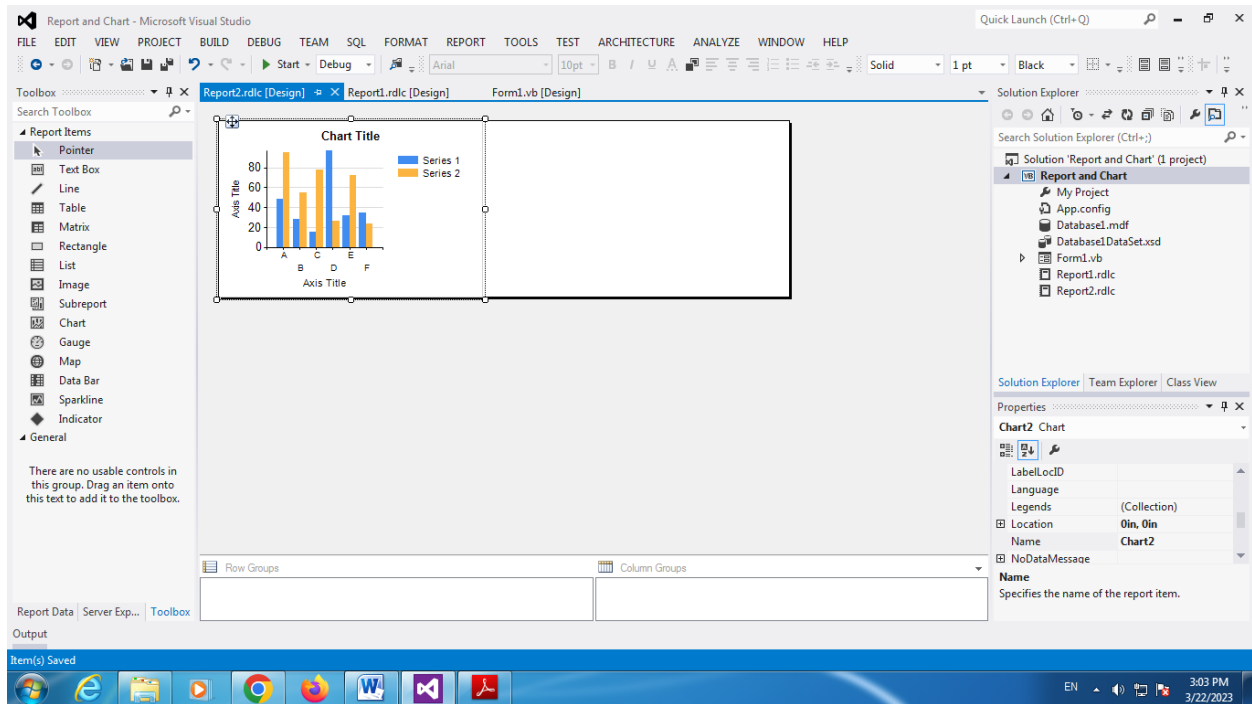 Report and Chart - Microsoft Visual Studio
Quick Launch (Ctrl+Q)
FILE EDIT VIEW PROJECT BUILD DEBUG TEAM SQL FORMAT REPORT TOOLS TEST ARCHITECTURE ANALYZE WINDOW HELP
Start Debug Arial 10pt B I U A Solid 1 pt Black
Toolbox
Search Toolbox
Report Items
Pointer
Text Box
Line
Table
Matrix
Rectangle
List
Image
Subreport
Chart
Gauge
Map
Data Bar
Sparkline
Indicator
General
There are no usable controls in
this group. Drag an item onto
this text to add it to the toolbox.
Report Data Server Exp... Toolbox
Report2.rdlc [Design] Report1.rdlc [Design] Form1.vb [Design]
Chart Title
Series 1
Series 2
Axis Title
80
60
40
20
0
A C E
B D F
Axis Title
Row Groups
Column Groups
Solution Explorer
Search Solution Explorer (Ctrl+;)
Solution 'Report and Chart' (1 project)
VB Report and Chart
My Project
App.config
Database1.mdf
Database1DataSet.xsd
Form1.vb
Report1.rdlc
Report2.rdlc
Solution Explorer Team Explorer Class View
Properties
Chart2 Chart
LabelLocID
Language
Legends (Collection)
Location 0in, 0in
Name Chart2
NoDataMessage
Name
Specifies the name of the report item.
Output
Item(s) Saved
EN
3:03 PM
3/22/2023